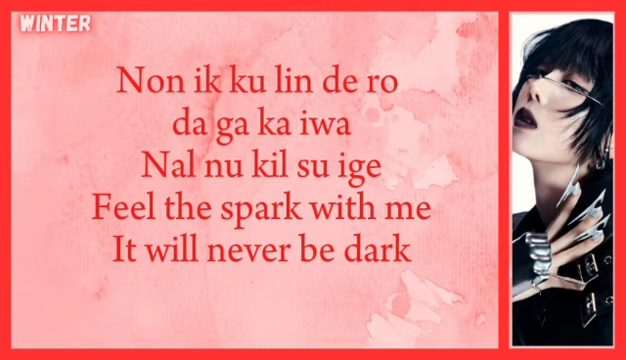 WINTER
Non ik ku lin de ro
da ga ka iwa
Nal nu kil su ige
Feel the spark with me
It will never be dark